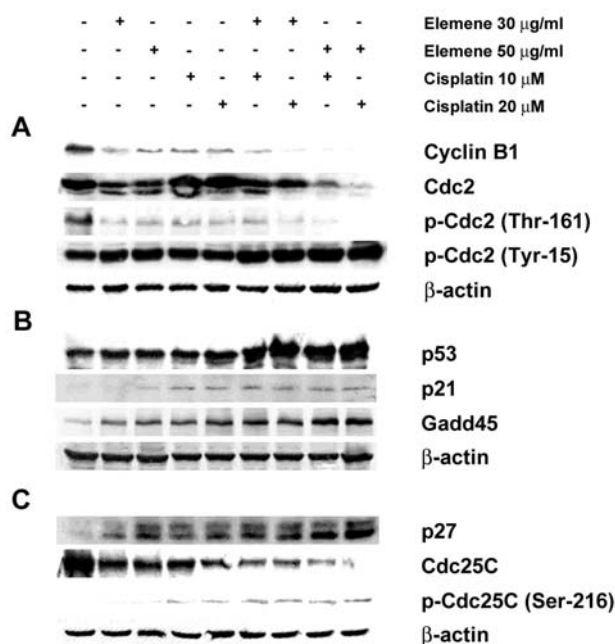 - + - - - + + - - Elemene 30 μg/ml
- - + - - - - + + Elemene 50 μg/ml
- - - + - + - + - Cisplatin 10 μM
- - - - + - + - + Cisplatin 20 μM
A
Cyclin B1
Cdc2
p-Cdc2 (Thr-161)
p-Cdc2 (Tyr-15)
β-actin
B
p53
p21
Gadd45
β-actin
C
p27
Cdc25C
p-Cdc25C (Ser-216)
β-actin